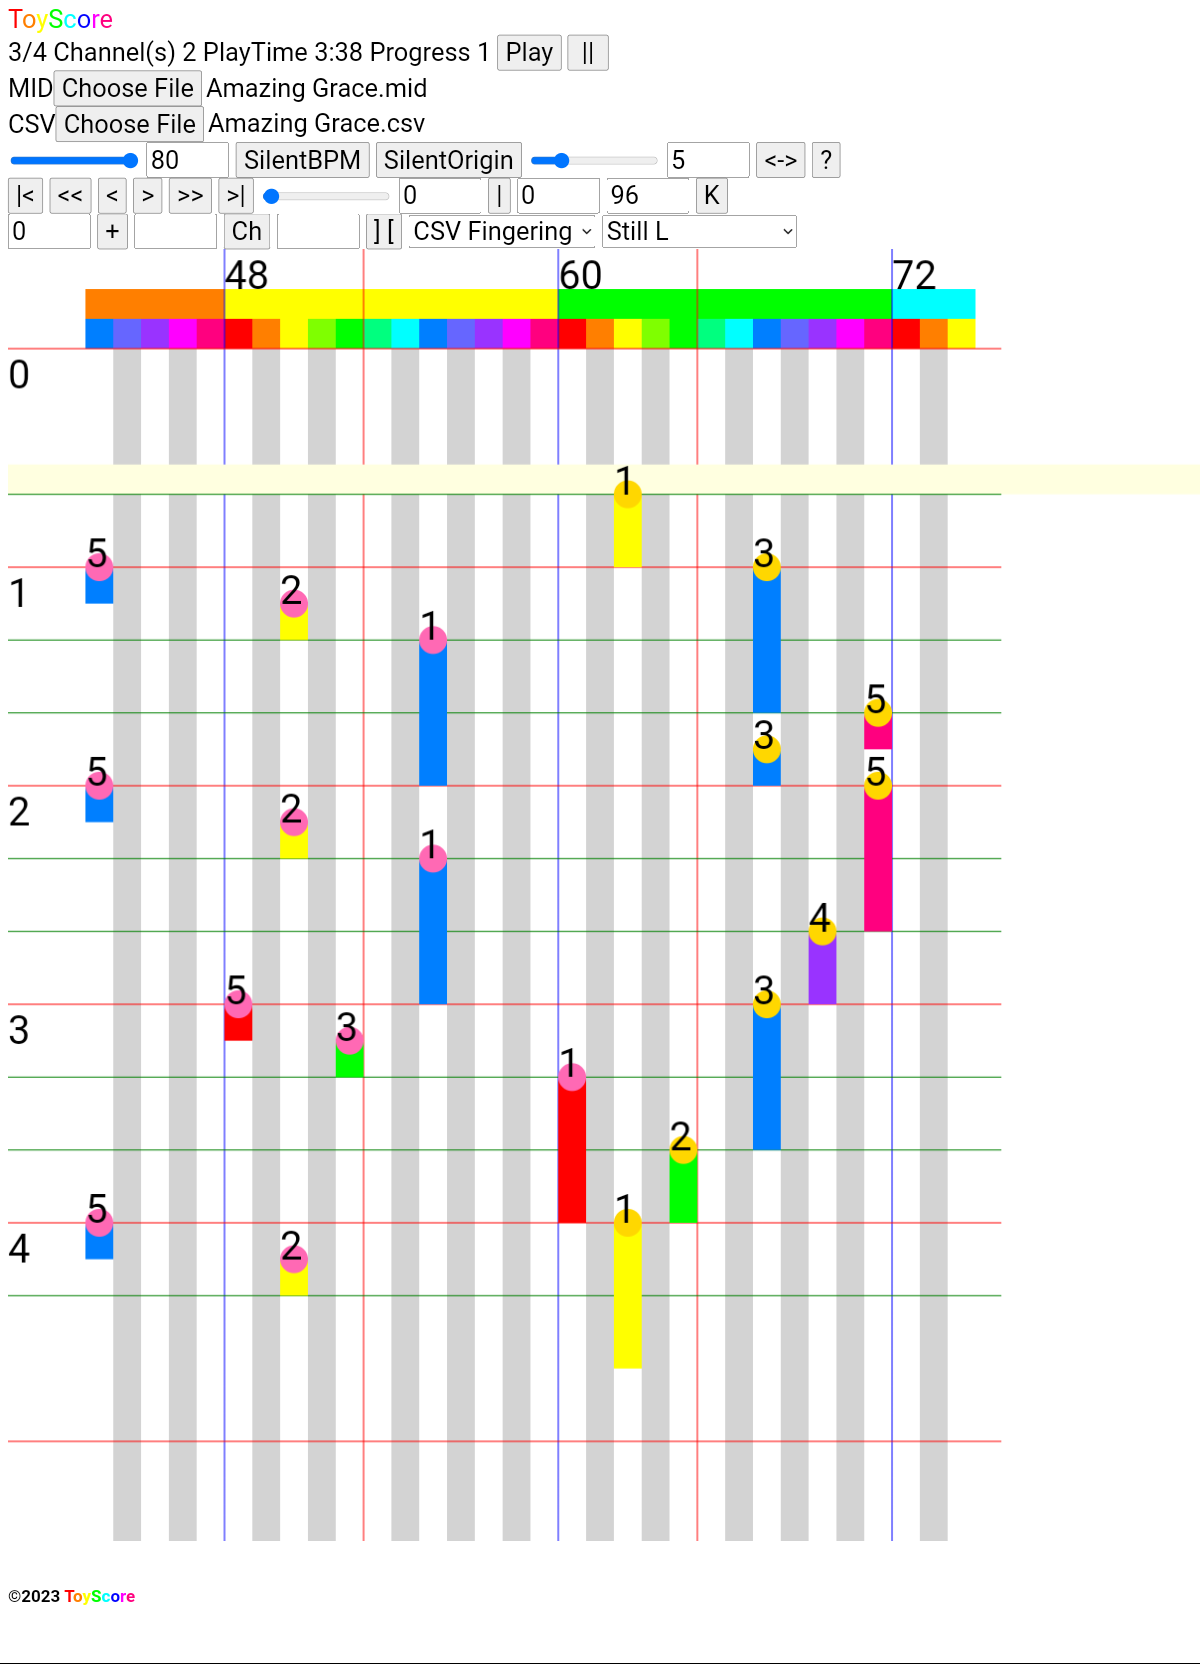 ToyScore
3/4 Channel(s) 2 PlayTime 3:38 Progress 1 Play ||
MID Choose File Amazing Grace.mid
CSV Choose File Amazing Grace.csv
80 SilentBPM SilentOrigin 5 <-> ?
|< << < > >> >| 0 | 0 96 K
0 + Ch ] [ CSV Fingering Still L
48 60 72
0
1
5 3
1 2
1
5
3
5 5
2 2
1
4
5 3
3 3
1
2
5 1
4 2
©2023 ToyScore